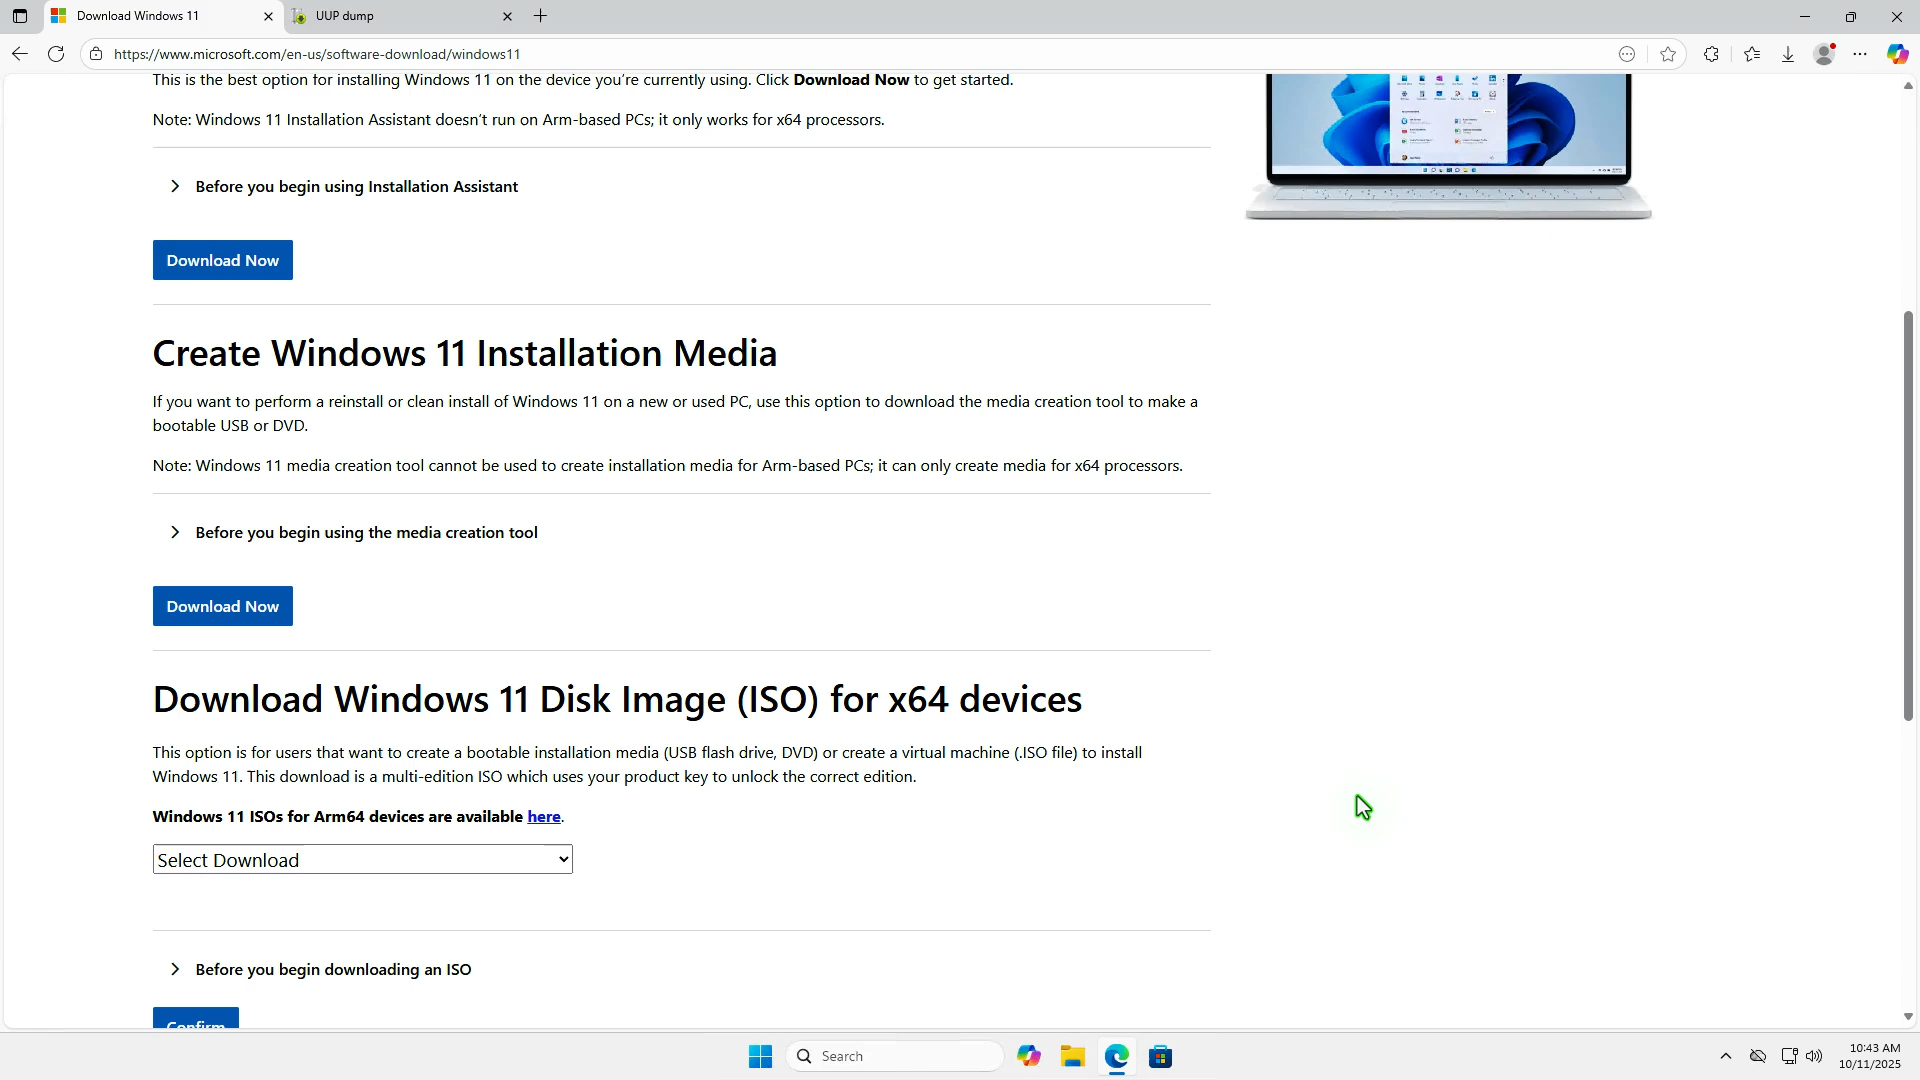 Download Windows 11
UUP dump
https://www.microsoft.com/en-us/software-download/windows11
This is the best option for installing Windows 11 on the device you're currently using. Click Download Now to get started.
Note: Windows 11 Installation Assistant doesn't run on Arm-based PCs; it only works for x64 processors.
Before you begin using Installation Assistant
Download Now
Create Windows 11 Installation Media
If you want to perform a reinstall or clean install of Windows 11 on a new or used PC, use this option to download the media creation tool to make a
bootable USB or DVD.
Note: Windows 11 media creation tool cannot be used to create installation media for Arm-based PCs; it can only create media for x64 processors.
Before you begin using the media creation tool
Download Now
Download Windows 11 Disk Image (ISO) for x64 devices
This option is for users that want to create a bootable installation media (USB flash drive, DVD) or create a virtual machine (.ISO file) to install
Windows 11. This download is a multi-edition ISO which uses your product key to unlock the correct edition.
Windows 11 ISOs for Arm64 devices are available here.
Select Download
Before you begin downloading an ISO
Confirm
Search
10:43 AM
10/11/2025